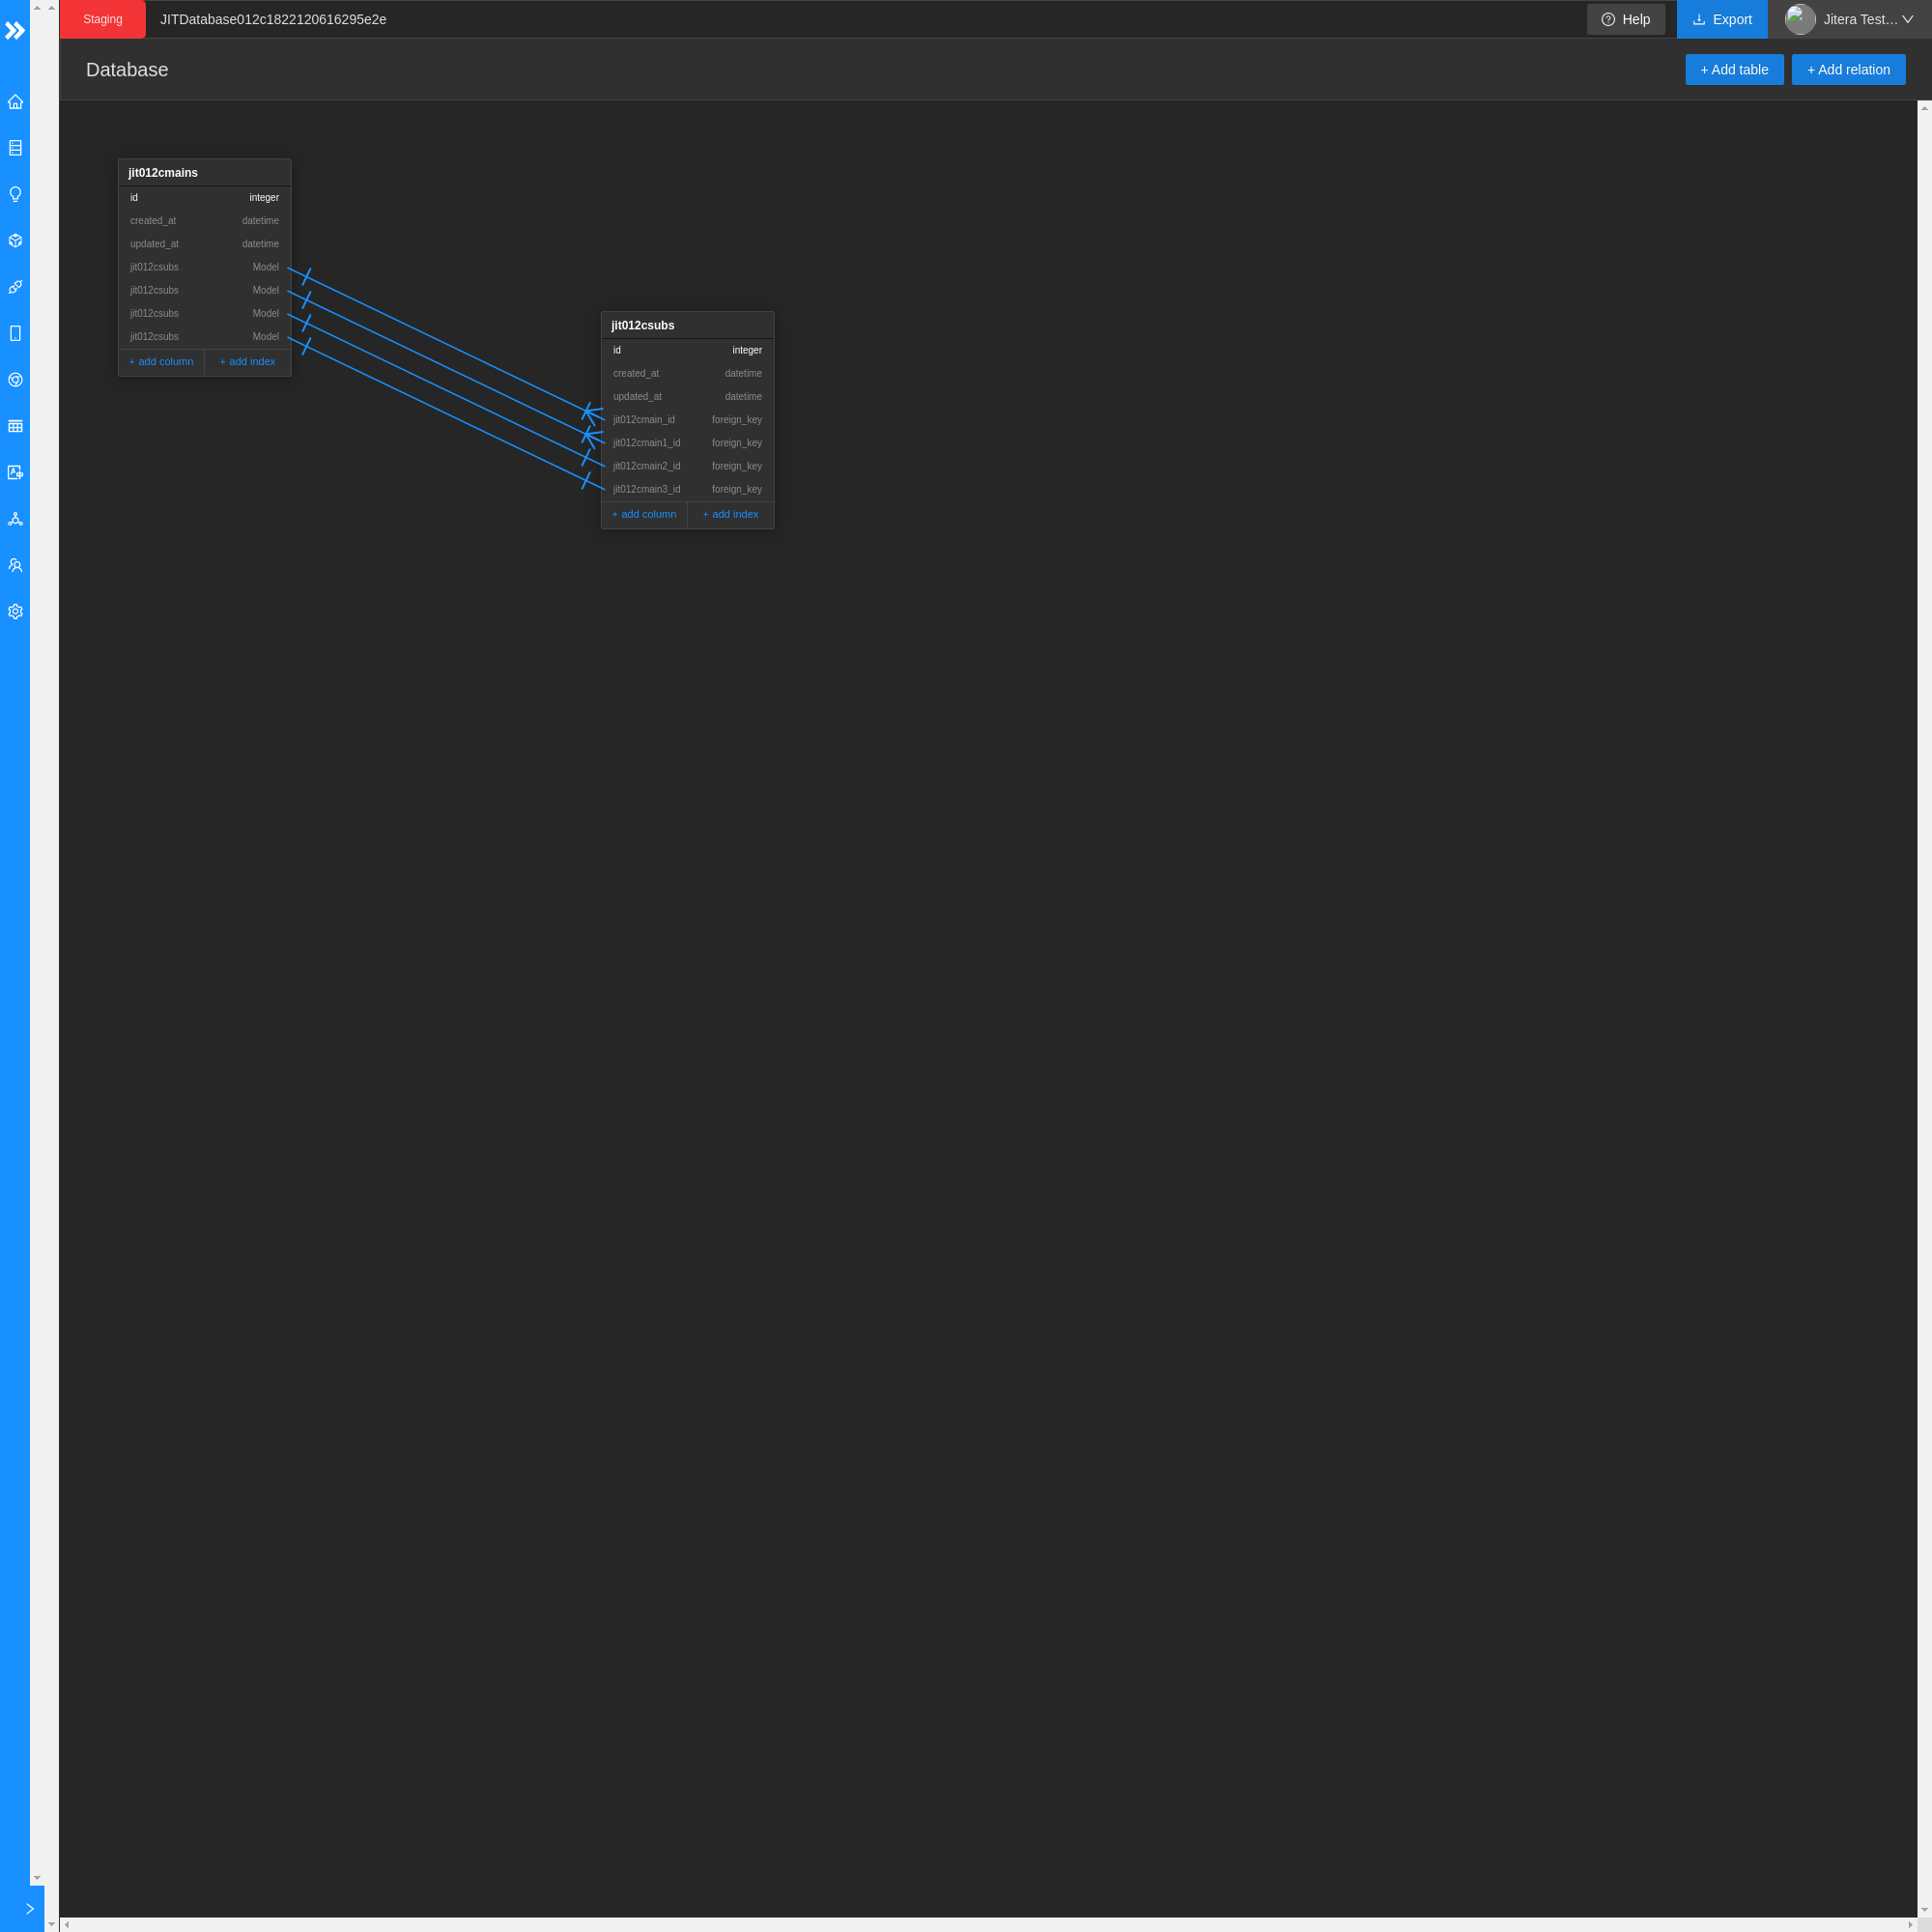 Staging JITDatabase012c1822120616295e2e Help Export Jitera Test…
Database + Add table + Add relation
jit012cmains
id integer
created_at datetime
updated_at datetime
jit012csubs Model
jit012csubs Model
jit012csubs Model
jit012csubs Model
+ add column + add index
jit012csubs
id integer
created_at datetime
updated_at datetime
jit012cmain_id foreign_key
jit012cmain1_id foreign_key
jit012cmain2_id foreign_key
jit012cmain3_id foreign_key
+ add column + add index